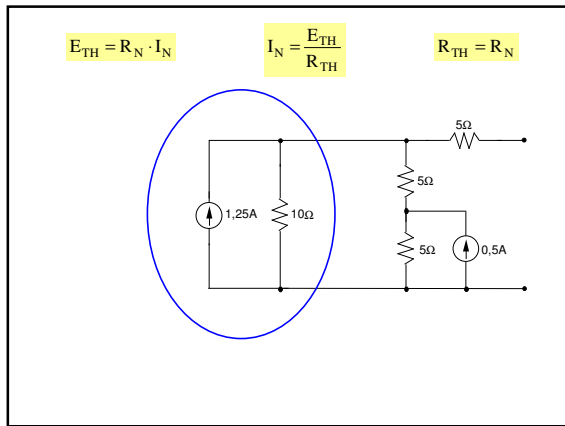 E_TH = R_N · I_N
I_N = E_TH / R_TH
R_TH = R_N
5Ω
5Ω
1,25A
10Ω
5Ω
0,5A